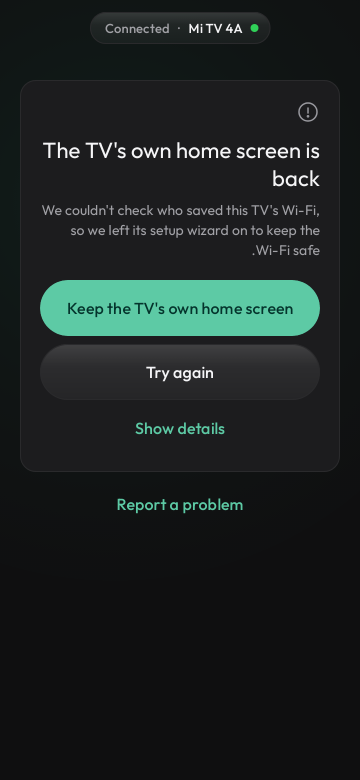 Connected · Mi TV 4A
The TV's own home screen is
back
We couldn't check who saved this TV's Wi-Fi,
so we left its setup wizard on to keep the
.Wi-Fi safe
Keep the TV's own home screen
Try again
Show details
Report a problem